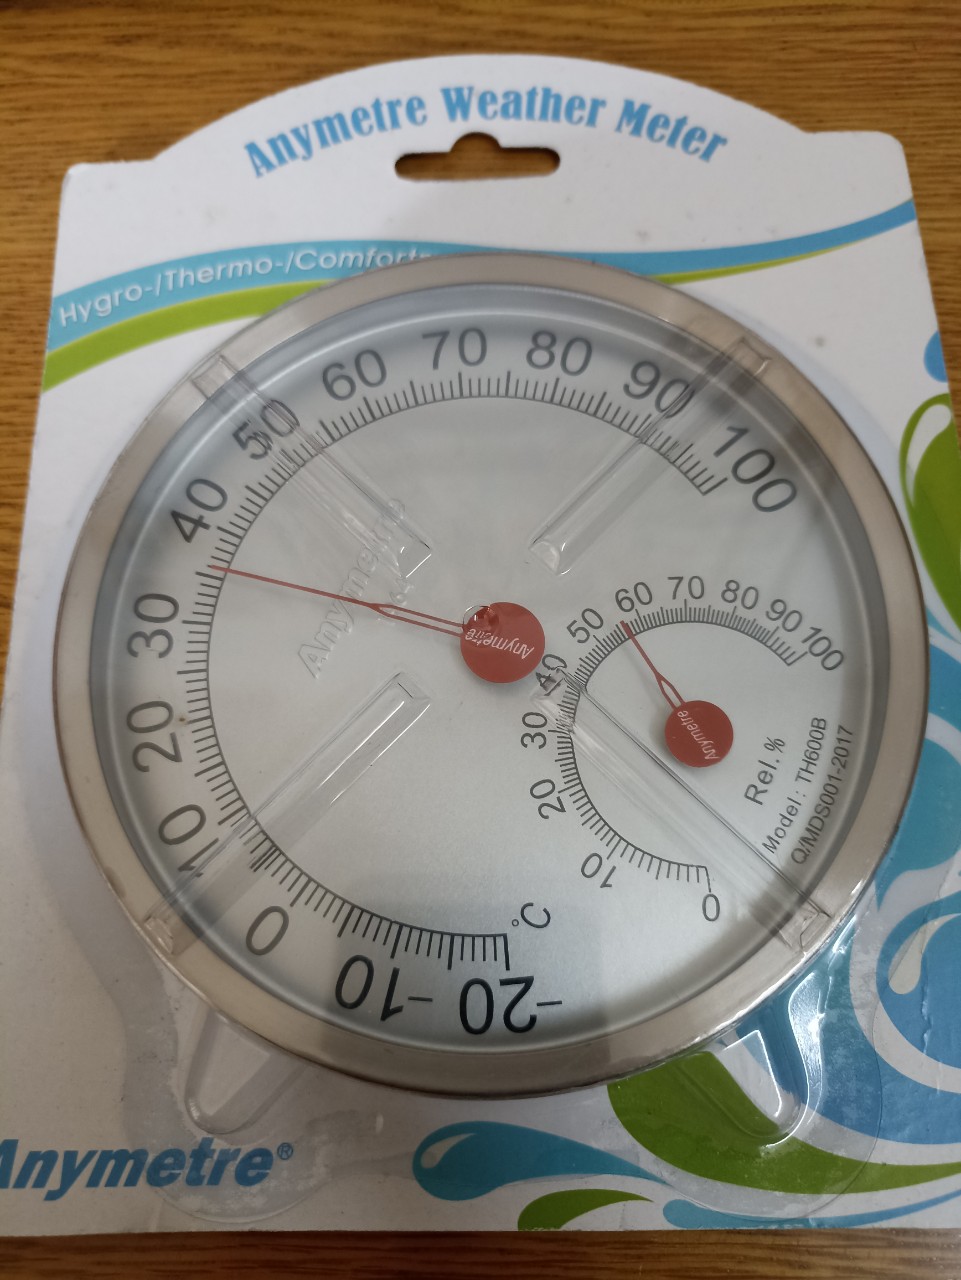 Anymetre Weather Meter
Hygro-/Thermo-/Comfort
-20
-10
0
10
20
30
40
50
60
70
80
90
100
°C
Anymetre
Anymetre
0
10
20
30
40
50
60
70
80
90
100
Anymetre
Rel.%
Model: TH600B
Q/MDS001-2017
Anymetre®